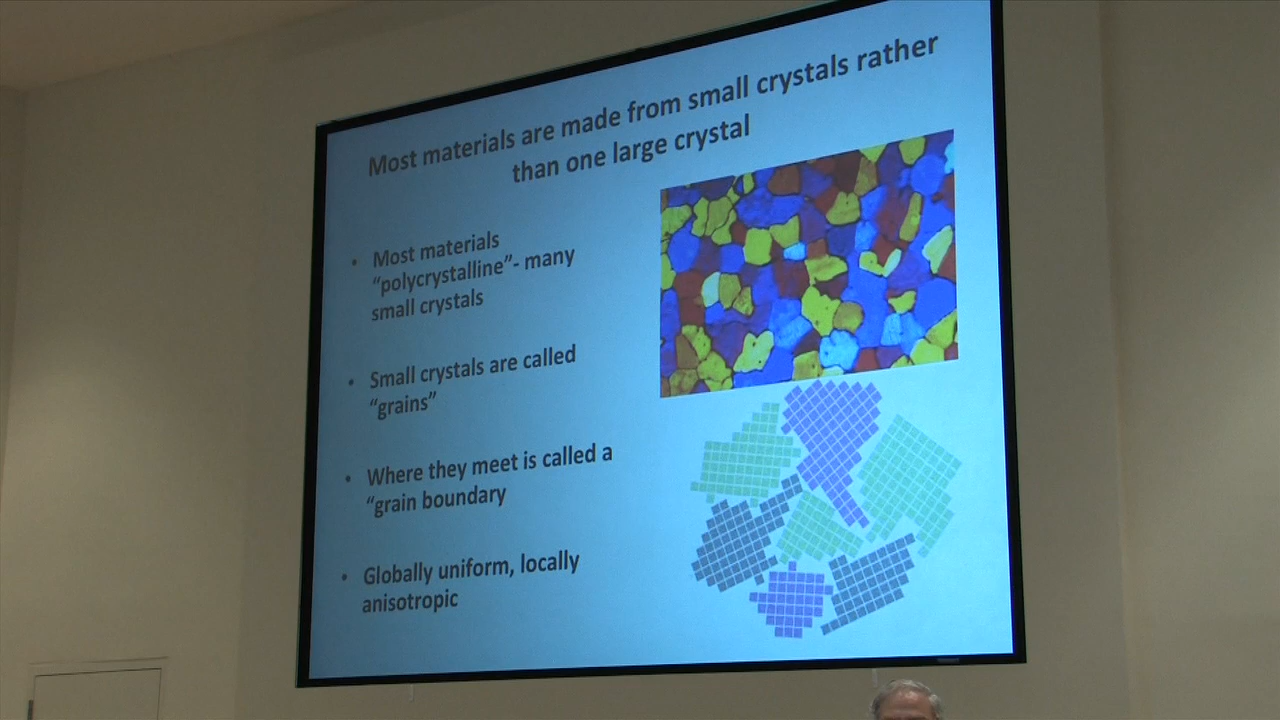 Most materials are made from small crystals rather
than one large crystal
• Most materials
“polycrystalline”- many
small crystals
• Small crystals are called
“grains”
• Where they meet is called a
“grain boundary
• Globally uniform, locally
anisotropic